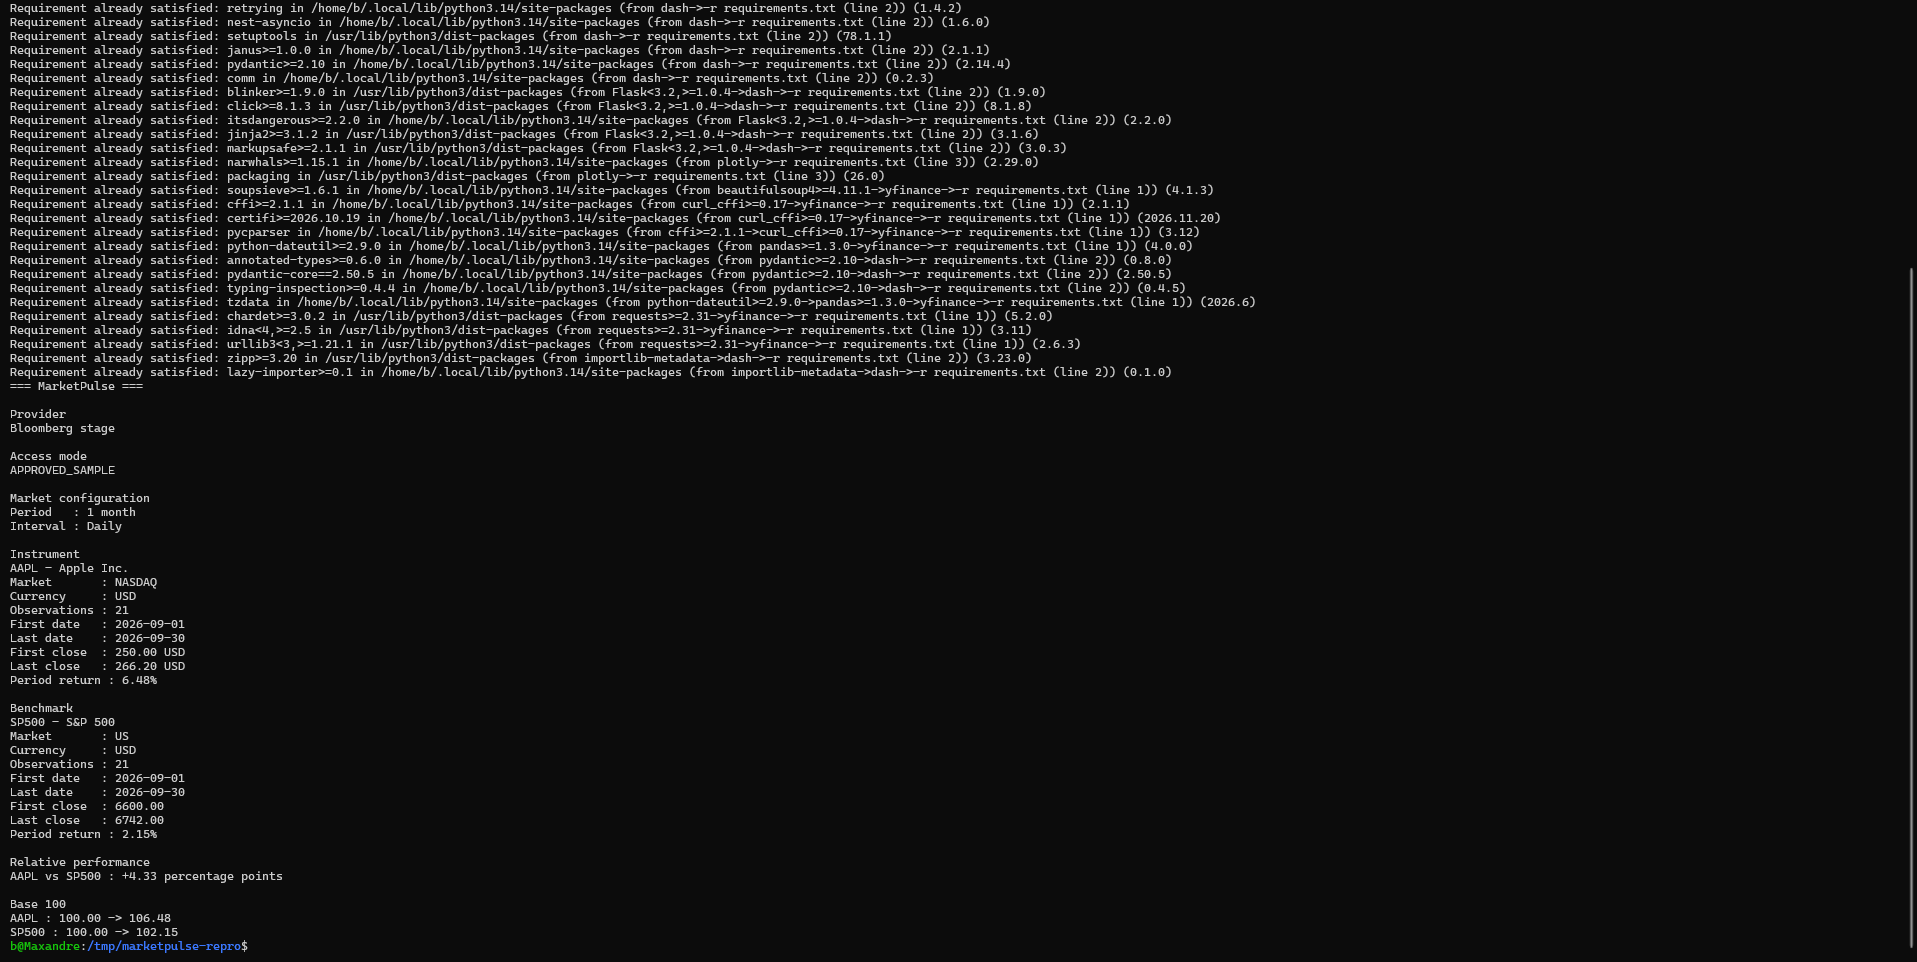 Requirement already satisfied: retrying in /home/b/.local/lib/python3.14/site-packages (from dash->-r requirements.txt (line 2)) (1.4.2)
Requirement already satisfied: nest-asyncio in /home/b/.local/lib/python3.14/site-packages (from dash->-r requirements.txt (line 2)) (1.6.0)
Requirement already satisfied: setuptools in /usr/lib/python3/dist-packages (from dash->-r requirements.txt (line 2)) (78.1.1)
Requirement already satisfied: janus>=1.0.0 in /home/b/.local/lib/python3.14/site-packages (from dash->-r requirements.txt (line 2)) (2.1.1)
Requirement already satisfied: pydantic>=2.10 in /home/b/.local/lib/python3.14/site-packages (from dash->-r requirements.txt (line 2)) (2.14.4)
Requirement already satisfied: comm in /home/b/.local/lib/python3.14/site-packages (from dash->-r requirements.txt (line 2)) (0.2.3)
Requirement already satisfied: blinker>=1.9.0 in /usr/lib/python3/dist-packages (from Flask<3.2,>=1.0.4->dash->-r requirements.txt (line 2)) (1.9.0)
Requirement already satisfied: click>=8.1.3 in /usr/lib/python3/dist-packages (from Flask<3.2,>=1.0.4->dash->-r requirements.txt (line 2)) (8.1.8)
Requirement already satisfied: itsdangerous>=2.2.0 in /home/b/.local/lib/python3.14/site-packages (from Flask<3.2,>=1.0.4->dash->-r requirements.txt (line 2)) (2.2.0)
Requirement already satisfied: jinja2>=3.1.2 in /usr/lib/python3/dist-packages (from Flask<3.2,>=1.0.4->dash->-r requirements.txt (line 2)) (3.1.6)
Requirement already satisfied: markupsafe>=2.1.1 in /usr/lib/python3/dist-packages (from Flask<3.2,>=1.0.4->dash->-r requirements.txt (line 2)) (3.0.3)
Requirement already satisfied: narwhals>=1.15.1 in /home/b/.local/lib/python3.14/site-packages (from plotly->-r requirements.txt (line 3)) (2.29.0)
Requirement already satisfied: packaging in /usr/lib/python3/dist-packages (from plotly->-r requirements.txt (line 3)) (26.0)
Requirement already satisfied: soupsieve>=1.6.1 in /home/b/.local/lib/python3.14/site-packages (from beautifulsoup4>=4.11.1->yfinance->-r requirements.txt (line 1)) (4.1.3)
Requirement already satisfied: cffi>=2.1.1 in /home/b/.local/lib/python3.14/site-packages (from curl_cffi>=0.17->yfinance->-r requirements.txt (line 1)) (2.1.1)
Requirement already satisfied: certifi>=2026.10.19 in /home/b/.local/lib/python3.14/site-packages (from curl_cffi>=0.17->yfinance->-r requirements.txt (line 1)) (2026.11.20)
Requirement already satisfied: pycparser in /home/b/.local/lib/python3.14/site-packages (from cffi>=2.1.1->curl_cffi>=0.17->yfinance->-r requirements.txt (line 1)) (3.12)
Requirement already satisfied: python-dateutil>=2.9.0 in /home/b/.local/lib/python3.14/site-packages (from pandas>=1.3.0->yfinance->-r requirements.txt (line 1)) (4.0.0)
Requirement already satisfied: annotated-types>=0.6.0 in /home/b/.local/lib/python3.14/site-packages (from pydantic>=2.10->dash->-r requirements.txt (line 2)) (0.8.0)
Requirement already satisfied: pydantic-core==2.50.5 in /home/b/.local/lib/python3.14/site-packages (from pydantic>=2.10->dash->-r requirements.txt (line 2)) (2.50.5)
Requirement already satisfied: typing-inspection>=0.4.4 in /home/b/.local/lib/python3.14/site-packages (from pydantic>=2.10->dash->-r requirements.txt (line 2)) (0.4.5)
Requirement already satisfied: tzdata in /home/b/.local/lib/python3.14/site-packages (from python-dateutil>=2.9.0->pandas>=1.3.0->yfinance->-r requirements.txt (line 1)) (2026.6)
Requirement already satisfied: chardet>=3.0.2 in /usr/lib/python3/dist-packages (from requests>=2.31->yfinance->-r requirements.txt (line 1)) (5.2.0)
Requirement already satisfied: idna<4,>=2.5 in /usr/lib/python3/dist-packages (from requests>=2.31->yfinance->-r requirements.txt (line 1)) (3.11)
Requirement already satisfied: urllib3<3,>=1.21.1 in /usr/lib/python3/dist-packages (from requests>=2.31->yfinance->-r requirements.txt (line 1)) (2.6.3)
Requirement already satisfied: zipp>=3.20 in /usr/lib/python3/dist-packages (from importlib-metadata->dash->-r requirements.txt (line 2)) (3.23.0)
Requirement already satisfied: lazy-importer>=0.1 in /home/b/.local/lib/python3.14/site-packages (from importlib-metadata->dash->-r requirements.txt (line 2)) (0.1.0)
=== MarketPulse ===
Provider
Bloomberg stage
Access mode
APPROVED_SAMPLE
Market configuration
Period   : 1 month
Interval : Daily
Instrument
AAPL - Apple Inc.
Market       : NASDAQ
Currency     : USD
Observations : 21
First date   : 2026-09-01
Last date    : 2026-09-30
First close  : 250.00 USD
Last close   : 266.20 USD
Period return : 6.48%
Benchmark
SP500 - S&P 500
Market       : US
Currency     : USD
Observations : 21
First date   : 2026-09-01
Last date    : 2026-09-30
First close  : 6600.00
Last close   : 6742.00
Period return : 2.15%
Relative performance
AAPL vs SP500 : +4.33 percentage points
Base 100
AAPL : 100.00 -> 106.48
SP500 : 100.00 -> 102.15
b@Maxandre:/tmp/marketpulse-repro$